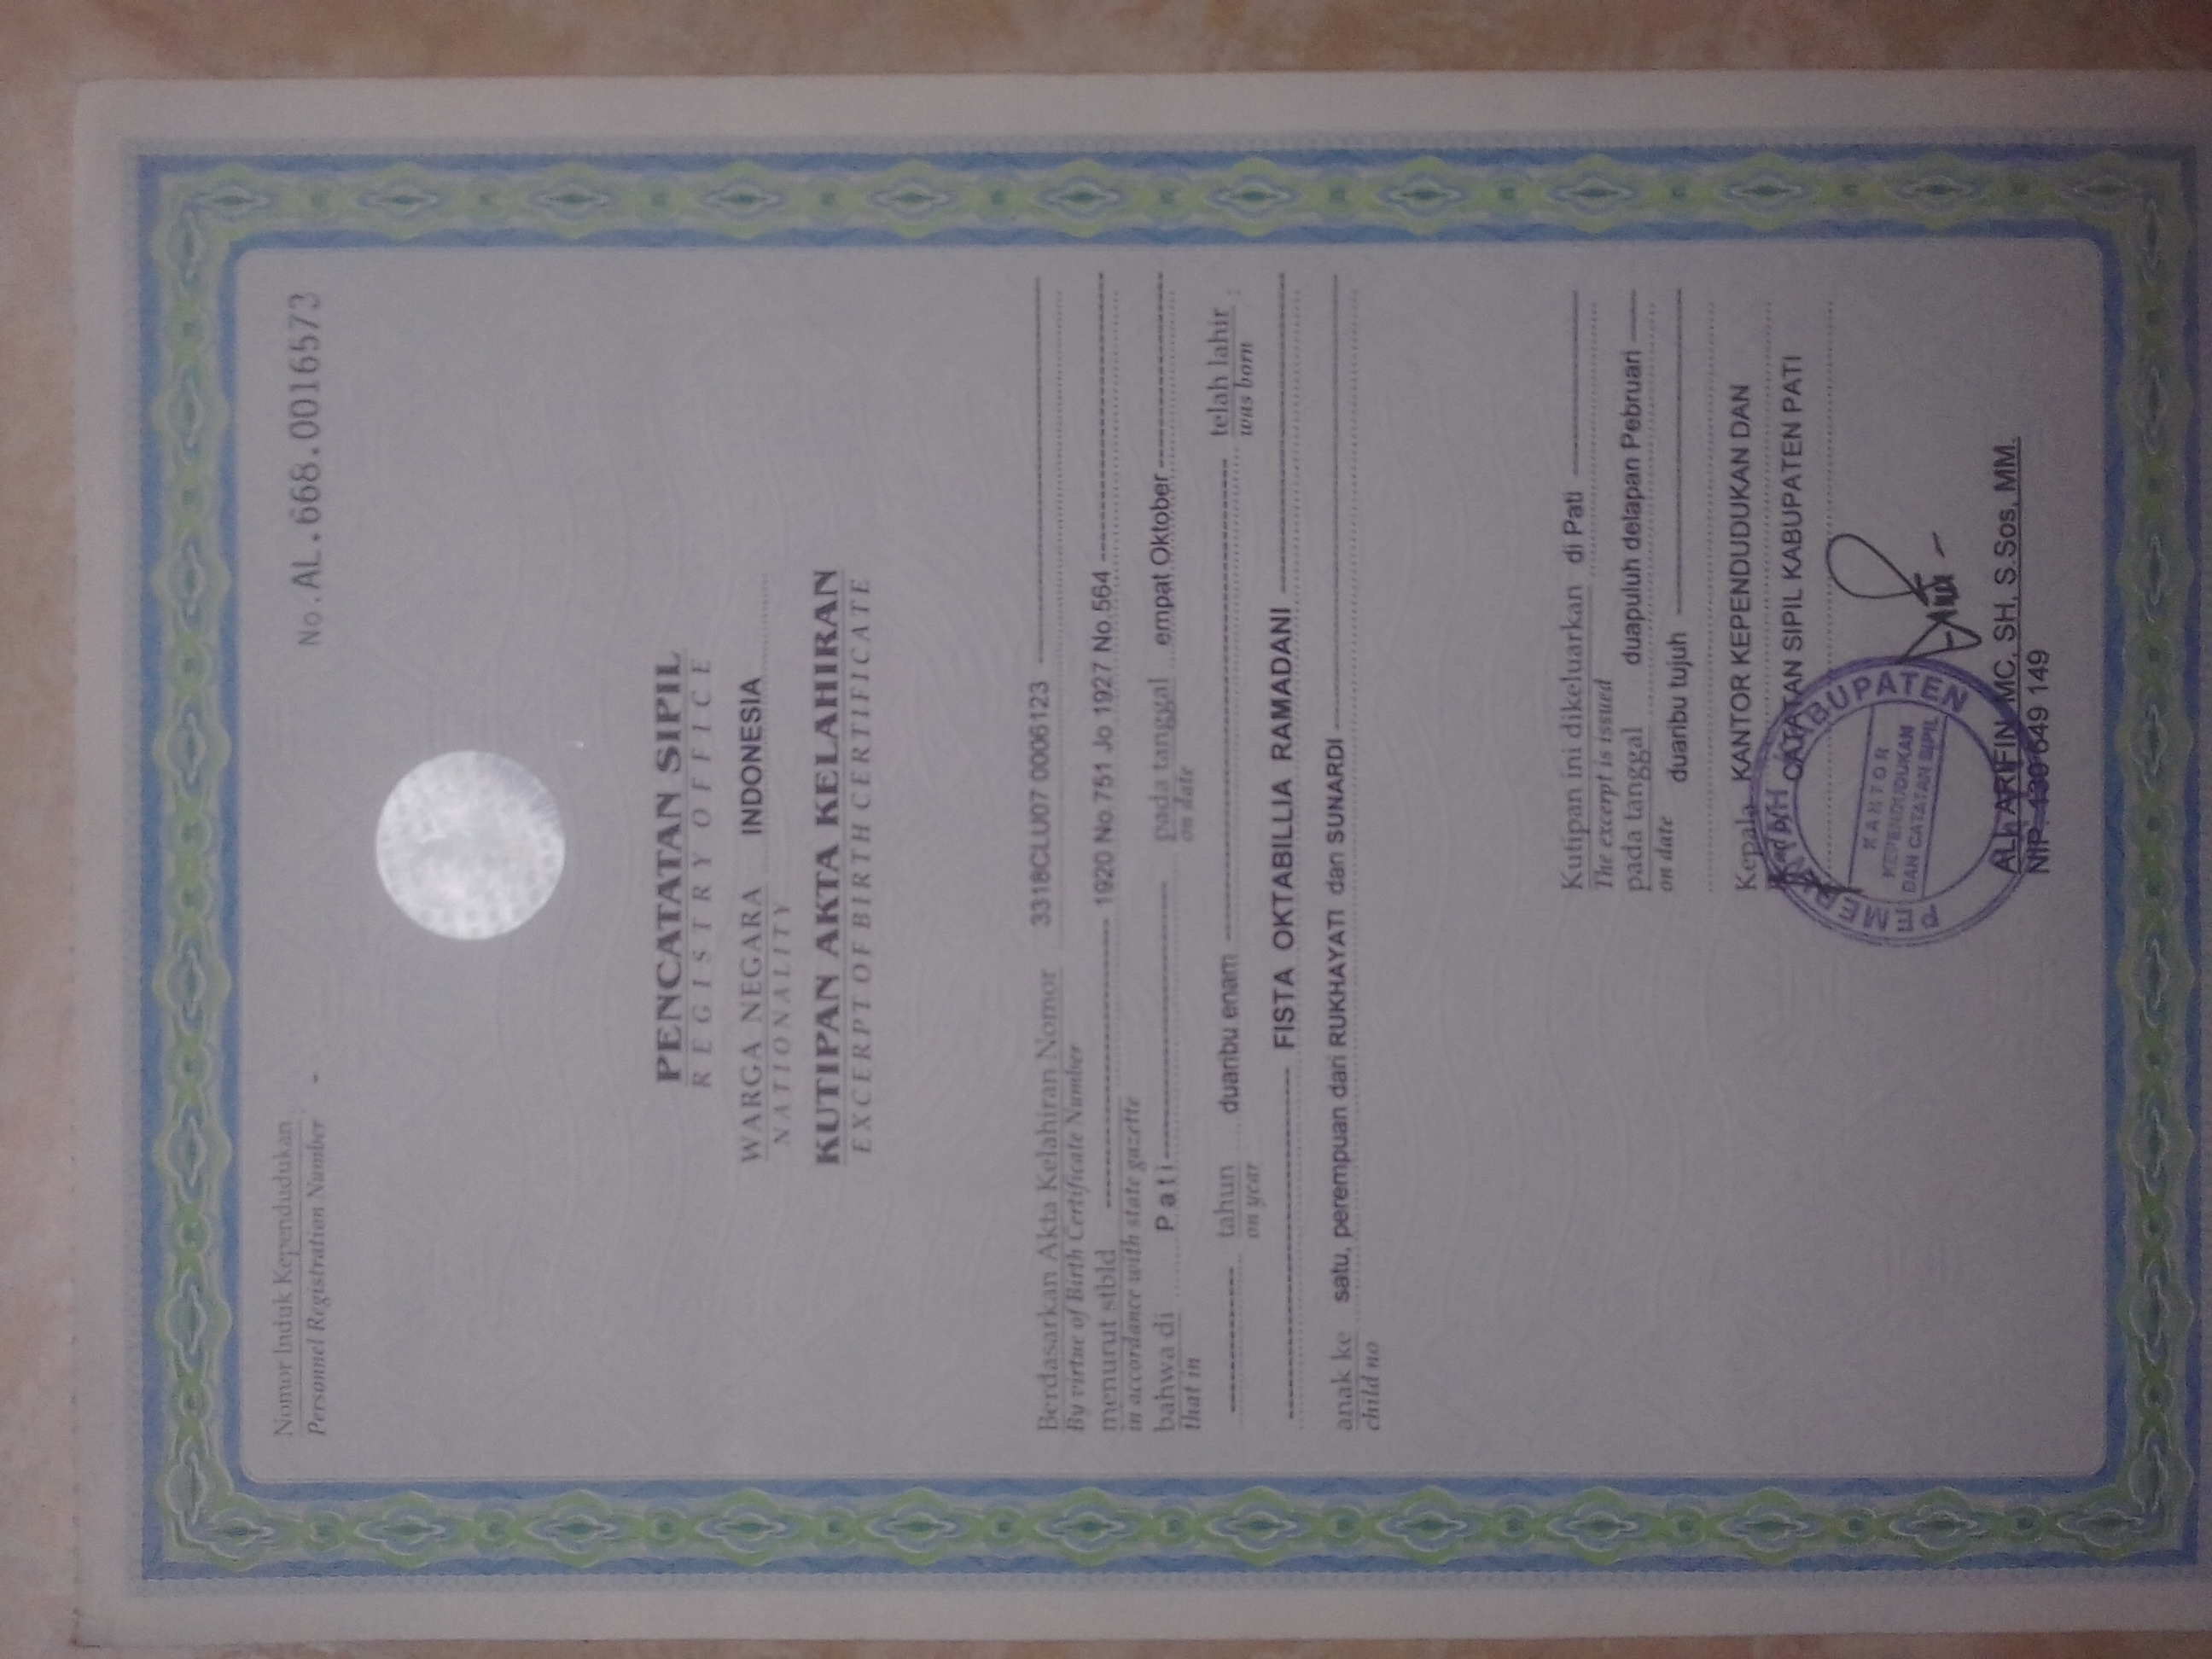 Nomor Induk Kependudukan
Personnel Registration Number -
No.AL.668.0016573
PENCATATAN SIPIL
REGISTRY OFFICE
WARGA NEGARA INDONESIA
NATIONALITY
KUTIPAN AKTA KELAHIRAN
EXCERPT OF BIRTH CERTIFICATE
Berdasarkan Akta Kelahiran Nomor 3318CLU07 0006123
By virtue of Birth Certificate Number
menurut stbld 1920 No.751 Jo 1927 No.564
in accordance with state gazette
bahwa di Pati pada tanggal empat Oktober
that in on date
tahun duaribu enam telah lahir :
on year was born
FISTA OKTABILLIA RAMADANI
anak ke satu, perempuan dari RUKHAYATI dan SUNARDI
child no
Kutipan ini dikeluarkan di Pati
The excerpt is issued
pada tanggal duapuluh delapan Pebruari
on date duaribu tujuh
Kepala KANTOR KEPENDUDUKAN DAN
CATATAN SIPIL KABUPATEN PATI
PEMERINTAH KABUPATEN
KANTOR
KEPENDUDUKAN
DAN CATATAN SIPIL
ALI ARIFIN, MC, SH, S.Sos, MM.
NIP. 130 649 149